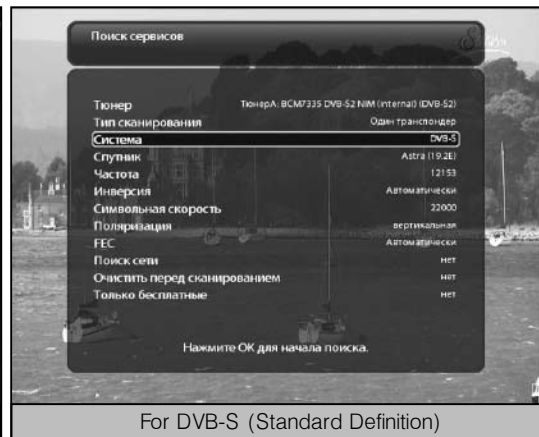 Поиск сервисов
Тюнер ТюнерА: BCM7335 DVB-S2 NIM (internal) (DVB-S2)
Тип сканирования Один транспондер
Система DVB-S
Спутник Astra (19.2E)
Частота 12153
Инверсия Автоматически
Символьная скорость 22000
Поляризация вертикальная
FEC Автоматически
Поиск сети нет
Очистить перед сканированием нет
Только бесплатные нет
Нажмите ОК для начала поиска.
For DVB-S (Standard Definition)